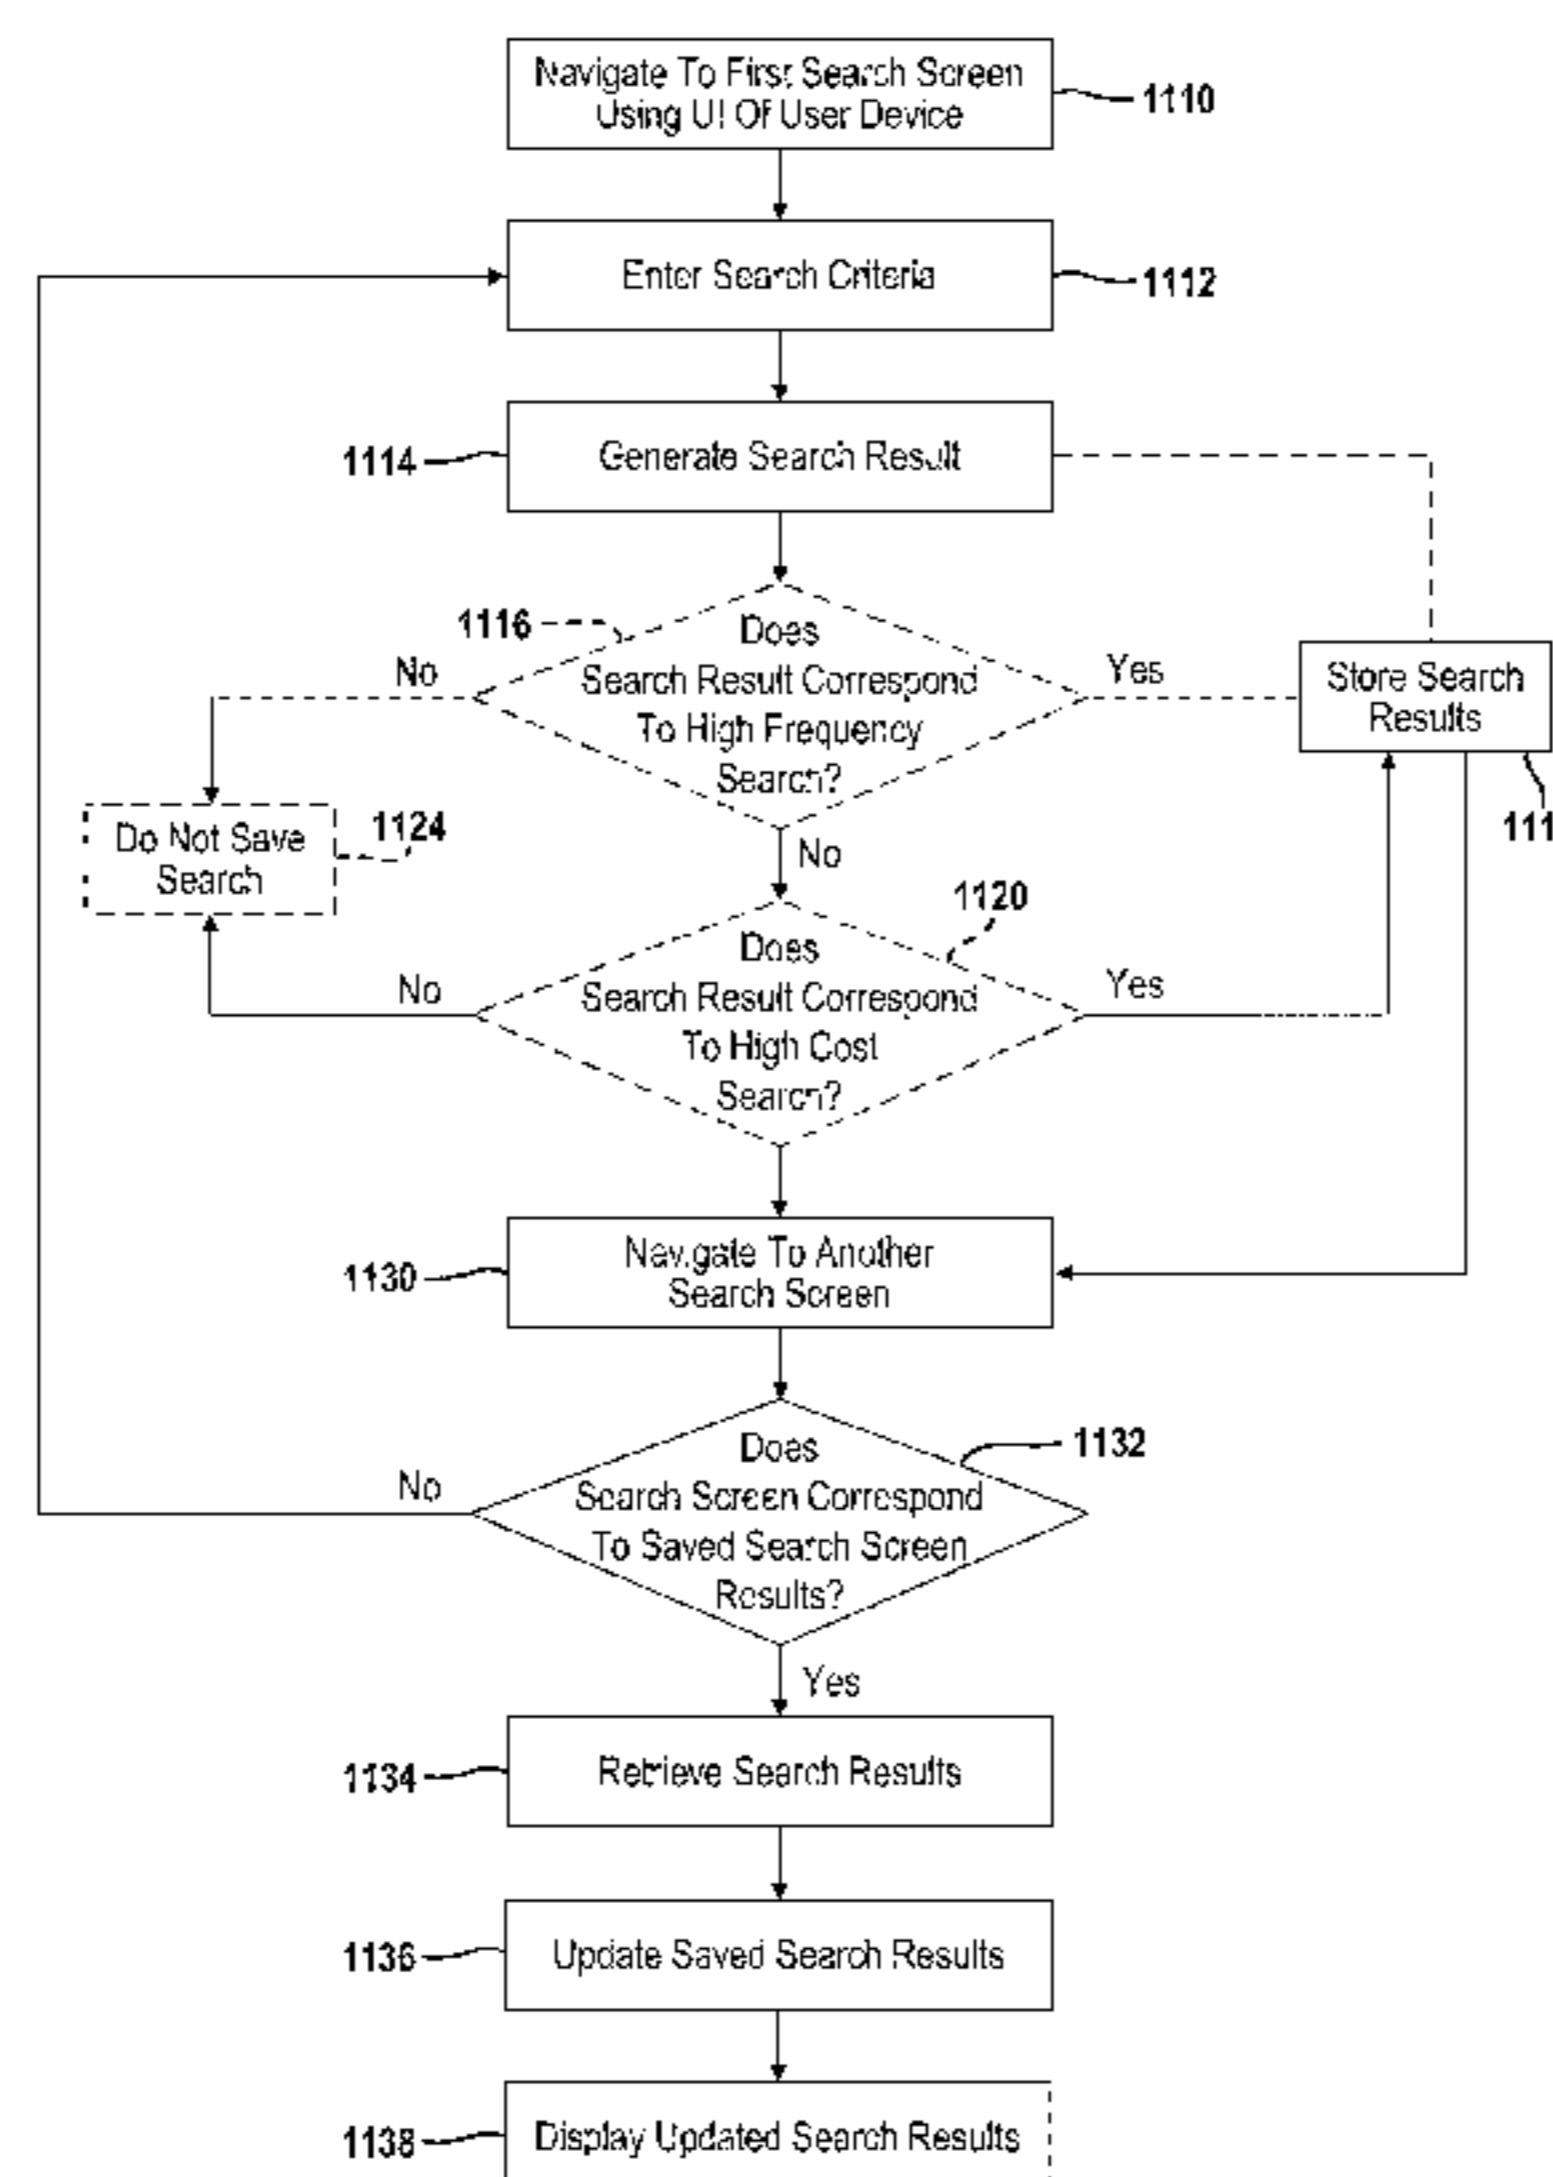 Navigate To First Search Screen
Using UI Of User Device
1110
Enter Search Criteria
1112
1114
Generate Search Result
1116
Does
Search Result Correspond
To High Frequency
Search?
No
Yes
Store Search
Results
111
Do Not Save
Search
1124
No
1120
Does
Search Result Correspond
To High Cost
Search?
No
Yes
1130
Navigate To Another
Search Screen
1132
Does
Search Screen Correspond
To Saved Search Screen
Results?
No
Yes
1134
Retrieve Search Results
1136
Update Saved Search Results
1138
Display Updated Search Results